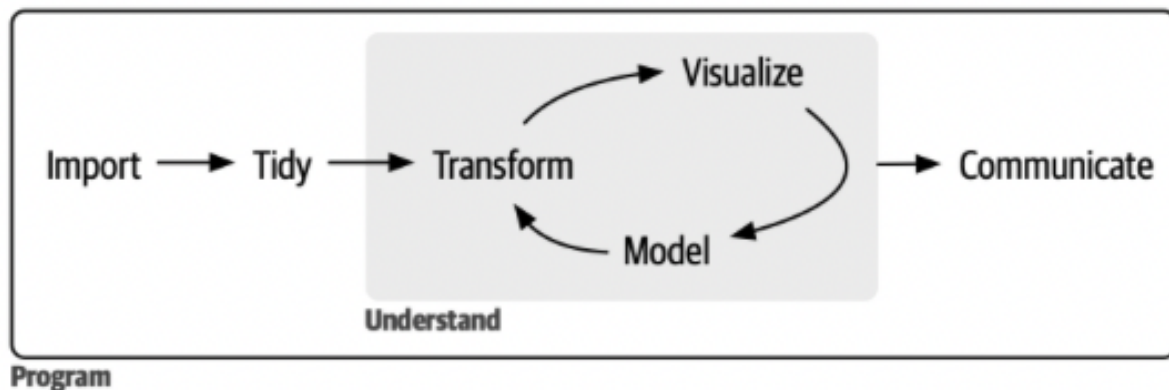 Visualize
Import Tidy Transform Communicate
Model
Understand
Program